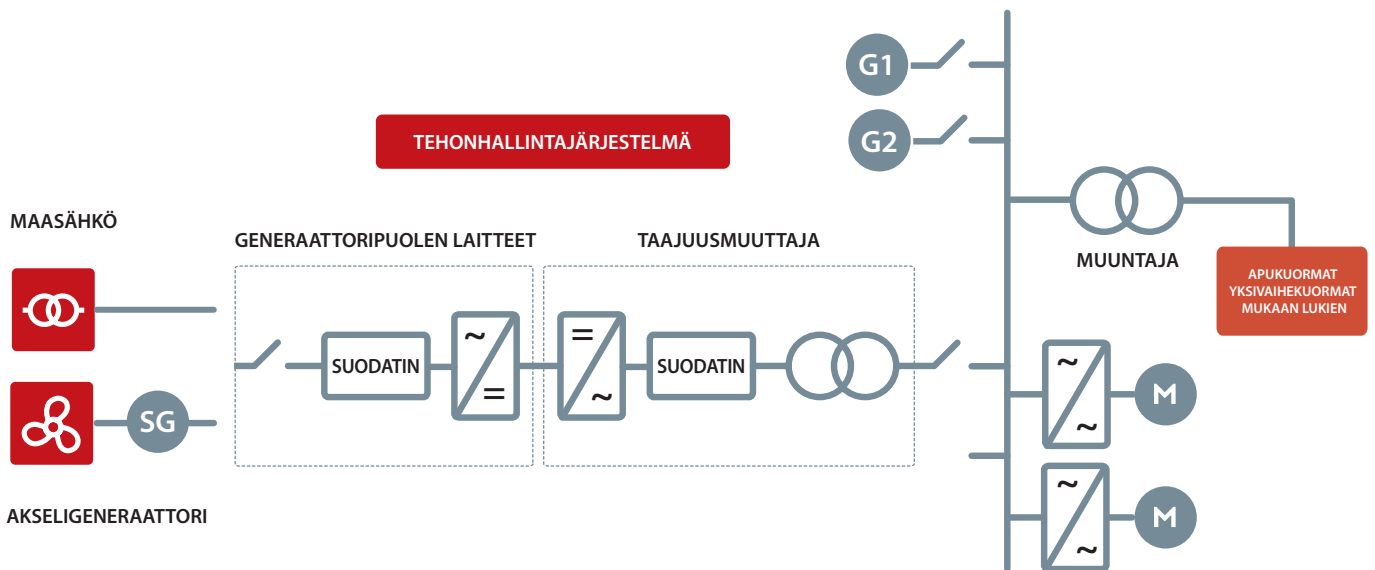 G1
G2
TEHONHALLINTAJÄRJESTELMÄ
MAASÄHKÖ
GENERAATTORIPUOLEN LAITTEET
TAAJUUSMUUTTAJA
MUUNTAJA
APUKUORMAT
YKSIVAIHEKUORMAT
MUKAAN LUKIEN
~
=
SUODATIN
=
~
SUODATIN
~
~
M
SG
AKSELIGENERAATTORI
~
~
M